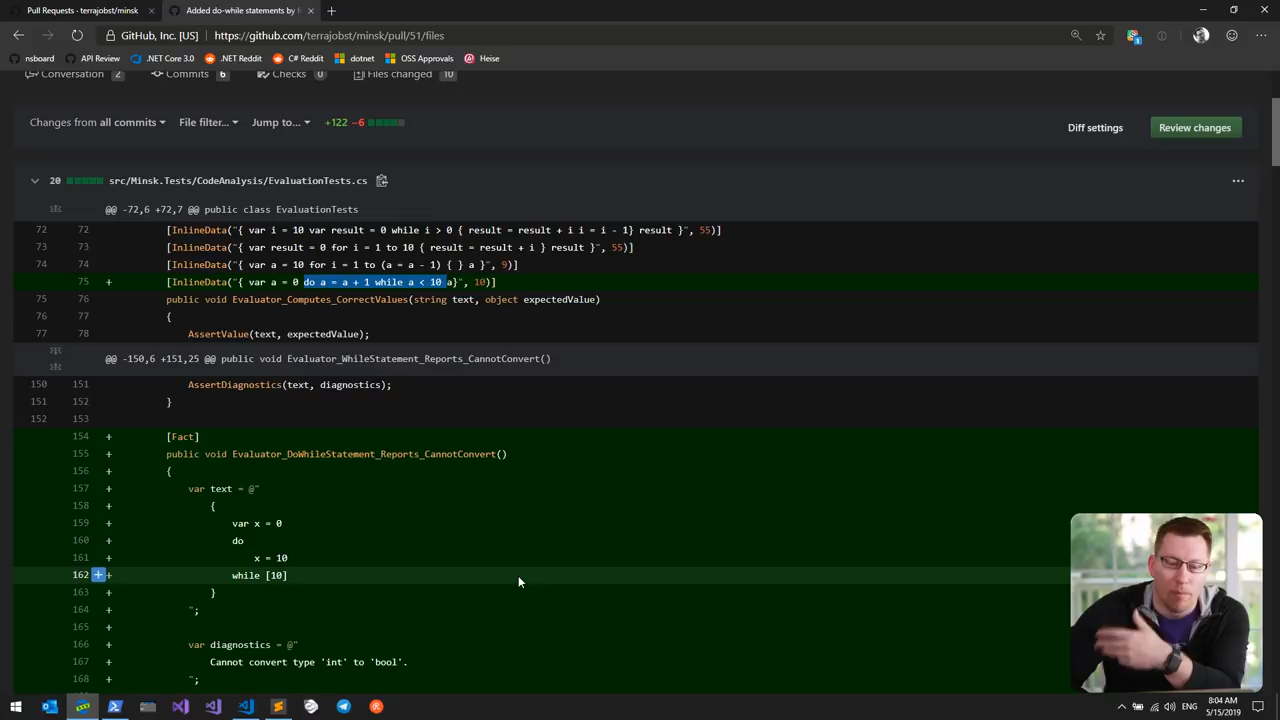 Pull Requests - terrajobst/minsk
Added do-while statements by f
GitHub, Inc. [US]
https://github.com/terrajobst/minsk/pull/51/files
nsboard
API Review
.NET Core 3.0
.NET Reddit
C# Reddit
dotnet
OSS Approvals
Heise
Conversation 2
Commits 6
Checks 0
Files changed 10
Changes from all commits
File filter...
Jump to...
+122 −6
Diff settings
Review changes
20 src/Minsk.Tests/CodeAnalysis/EvaluationTests.cs
@@ -72,6 +72,7 @@ public class EvaluationTests
72 72 [InlineData("{ var i = 10 var result = 0 while i > 0 { result = result + i i = i - 1} result }", 55)]
73 73 [InlineData("{ var result = 0 for i = 1 to 10 { result = result + i } result }", 55)]
74 74 [InlineData("{ var a = 10 for i = 1 to (a = a - 1) { } a }", 9)]
75 + [InlineData("{ var a = 0 do a = a + 1 while a < 10 a}", 10)]
75 76 public void Evaluator_Computes_CorrectValues(string text, object expectedValue)
76 77 {
77 78 AssertValue(text, expectedValue);
@@ -150,6 +151,25 @@ public void Evaluator_WhileStatement_Reports_CannotConvert()
150 151 AssertDiagnostics(text, diagnostics);
151 152 }
152 153
154 + [Fact]
155 + public void Evaluator_DoWhileStatement_Reports_CannotConvert()
156 + {
157 + var text = @"
158 + {
159 + var x = 0
160 + do
161 + x = 10
162 + while [10]
163 + }
164 + ";
165 +
166 + var diagnostics = @"
167 + Cannot convert type 'int' to 'bool'.
168 + ";
ENG
8:04 AM
5/15/2019